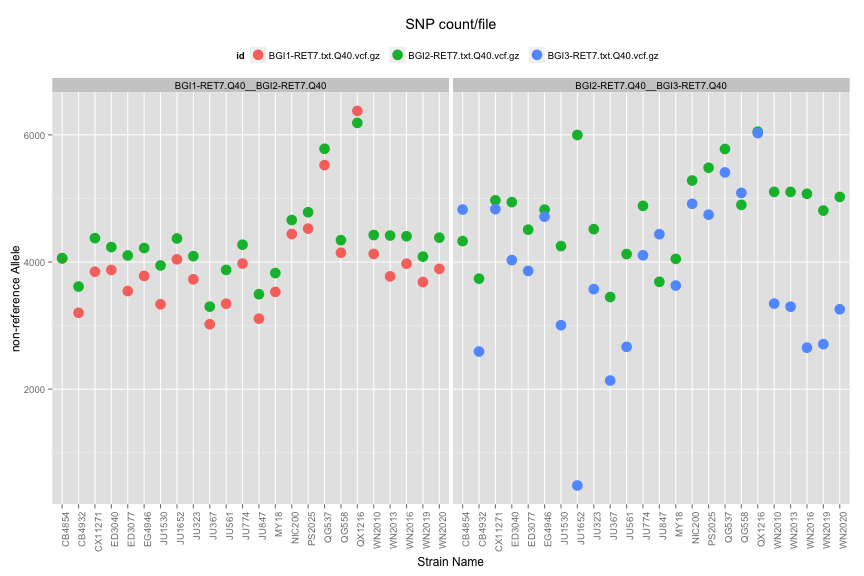 SNP count/file
id BGI1-RET7.txt.Q40.vcf.gz BGI2-RET7.txt.Q40.vcf.gz BGI3-RET7.txt.Q40.vcf.gz
BGI1-RET7.Q40__BGI2-RET7.Q40 BGI2-RET7.Q40__BGI3-RET7.Q40
non-reference Allele
6000
4000
2000
CB4854 CB4932 CX11271 ED3040 ED3077 EG4946 JU1530 JU1652 JU323 JU367 JU561 JU774 JU847 MY18 NIC200 PS2025 QG537 QG558 QX1216 WN2010 WN2013 WN2016 WN2019 WN2020 CB4854 CB4932 CX11271 ED3040 ED3077 EG4946 JU1530 JU1652 JU323 JU367 JU561 JU774 JU847 MY18 NIC200 PS2025 QG537 QG558 QX1216 WN2010 WN2013 WN2016 WN2019 WN2020
Strain Name